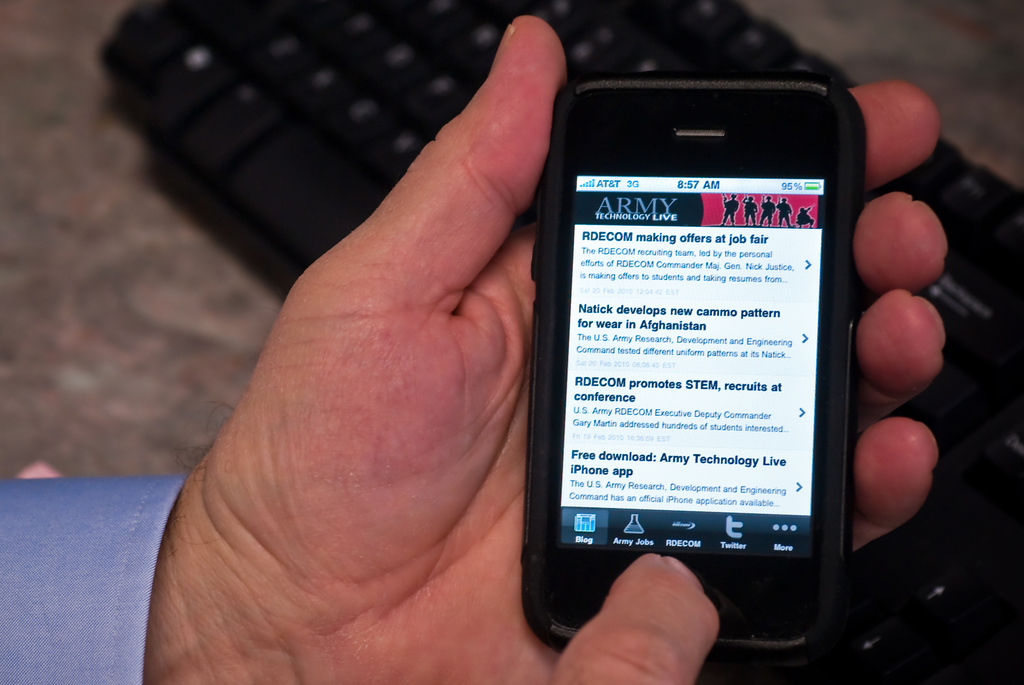 AT&T 3G 8:57 AM 95%
ARMY
TECHNOLOGY LIVE
RDECOM making offers at job fair
The RDECOM recruiting team, led by the personal
efforts of RDECOM Commander Maj. Gen. Nick Justice,
is making offers to students and taking resumes from...
Natick develops new cammo pattern
for wear in Afghanistan
The U.S. Army Research, Development and Engineering
Command tested different uniform patterns at its Natick...
RDECOM promotes STEM, recruits at
conference
U.S. Army RDECOM Executive Deputy Commander
Gary Martin addressed hundreds of students interested...
Free download: Army Technology Live
iPhone app
The U.S. Army Research, Development and Engineering
Command has an official iPhone application available...
Blog Army Jobs RDECOM Twitter More